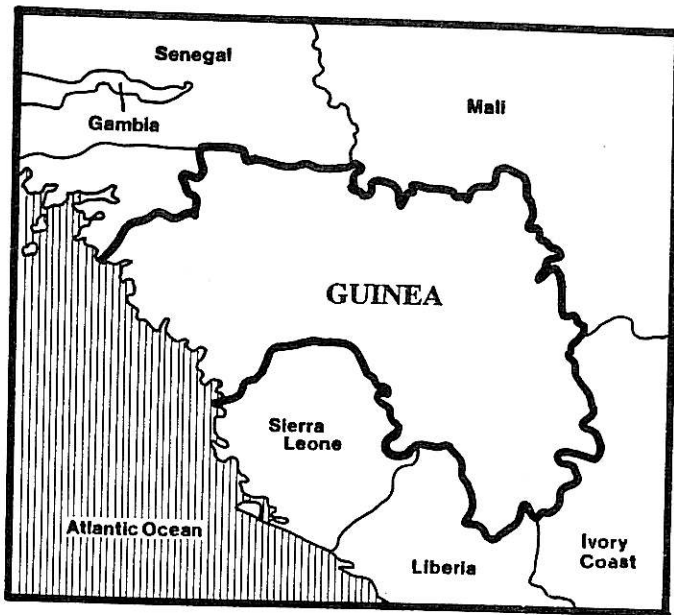 Senegal
Mali
Gambia
GUINEA
Sierra
Leone
Atlantic Ocean
Liberia
Ivory
Coast